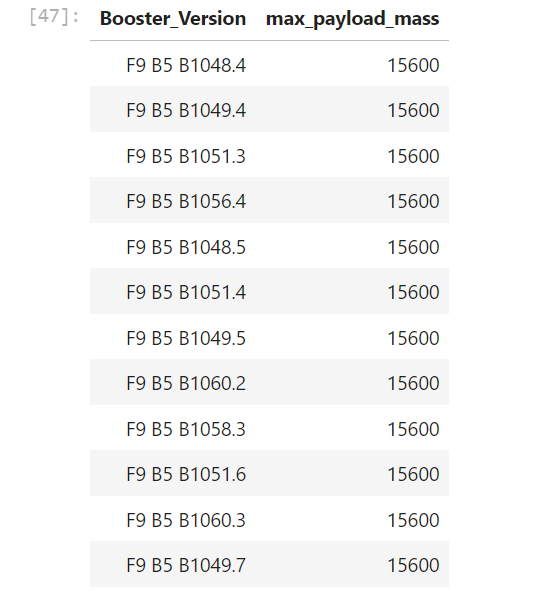 [47]: Booster_Version max_payload_mass
F9 B5 B1048.4 15600
F9 B5 B1049.4 15600
F9 B5 B1051.3 15600
F9 B5 B1056.4 15600
F9 B5 B1048.5 15600
F9 B5 B1051.4 15600
F9 B5 B1049.5 15600
F9 B5 B1060.2 15600
F9 B5 B1058.3 15600
F9 B5 B1051.6 15600
F9 B5 B1060.3 15600
F9 B5 B1049.7 15600